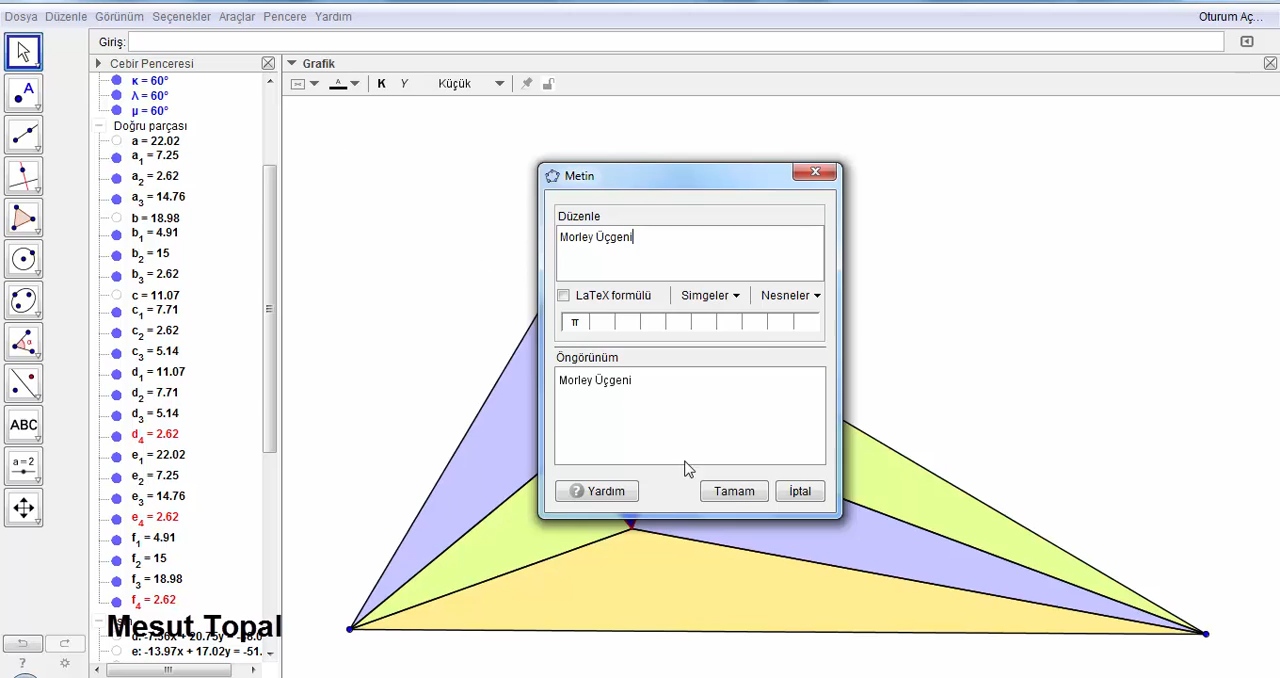 Dosya Düzenle Görünüm Seçenekler Araçlar Pencere Yardım Oturum Aç...
Giriş:
Cebir Penceresi
Grafik
K Y Küçük
κ = 60°
λ = 60°
μ = 60°
Doğru parçası
a = 22.02
a1 = 7.25
a2 = 2.62
a3 = 14.76
b = 18.98
b1 = 4.91
b2 = 15
b3 = 2.62
c = 11.07
c1 = 7.71
c2 = 2.62
c3 = 5.14
d1 = 11.07
d2 = 7.71
d3 = 5.14
d4 = 2.62
e1 = 22.02
e2 = 7.25
e3 = 14.76
e4 = 2.62
f1 = 4.91
f2 = 15
f3 = 18.98
f4 = 2.62
Mesut Topal
e: -13.97x + 17.02y = -51.
A
α
ABC
a=2
?
Metin
Düzenle
Morley Üçgeni
LaTeX formülü Simgeler Nesneler
π
Öngörünüm
Morley Üçgeni
? Yardım Tamam İptal